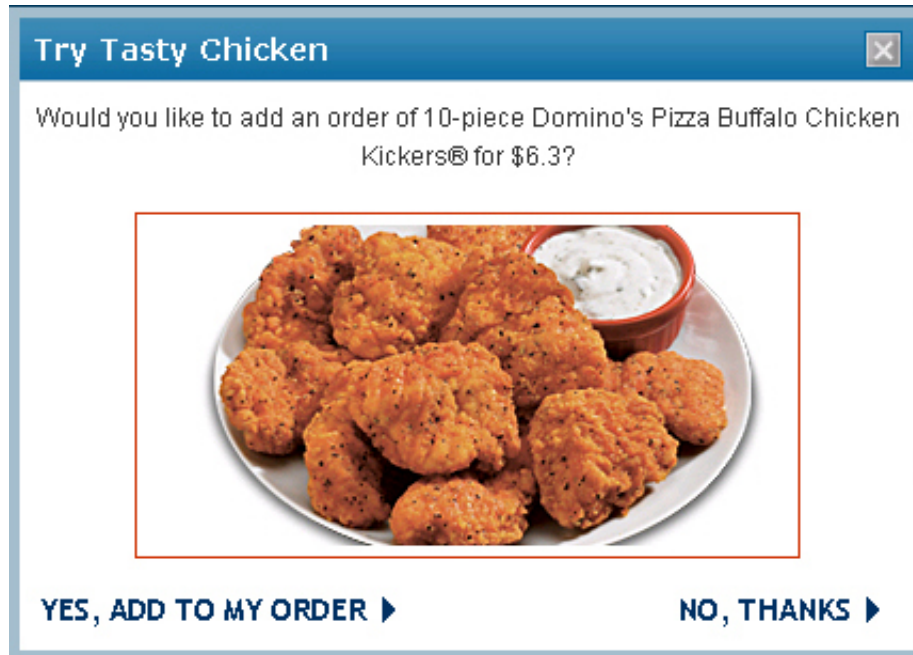 Try Tasty Chicken
Would you like to add an order of 10-piece Domino's Pizza Buffalo Chicken
Kickers® for $6.3?
YES, ADD TO MY ORDER
NO, THANKS